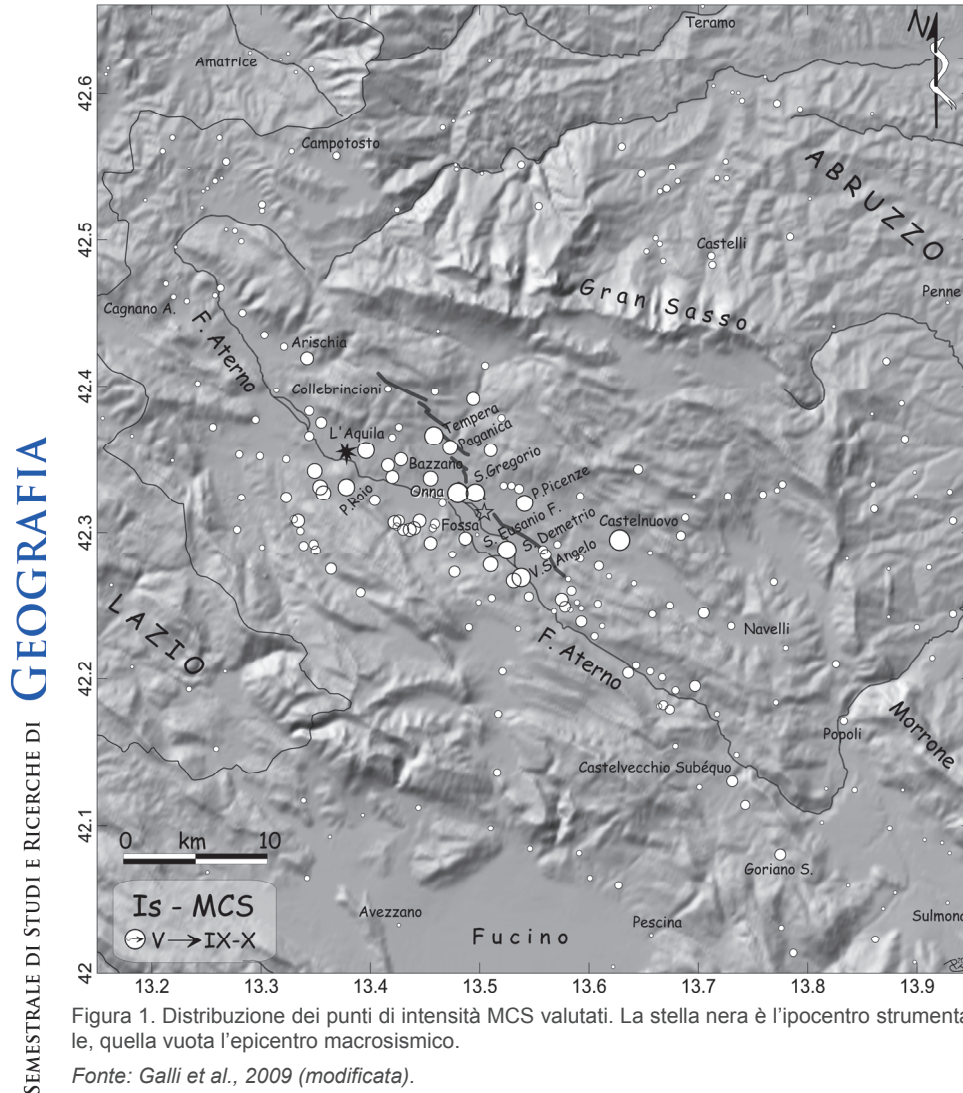 SEMESTRALE DI STUDI E RICERCHE DI GEOGRAFIA
Teramo
N
Amatrice
42.6
Campotosto
ABRUZZO
42.5
Castelli
Gran Sasso
Penne
Cagnano A.
F. Aterno
Arischia
42.4
Collebrincioni
Tempera
L'Aquila
Paganica
Bazzano
S.Gregorio
Onna
P.Roio
P.Picenze
42.3
Fossa
S. Eusanio F.
Castelnuovo
S. Demetrio
V.S.Angelo
LAZIO
Navelli
F. Aterno
42.2
Morrone
Popoli
Castelvecchio Subéquo
42.1
0 km 10
Goriano S.
Is - MCS
V → IX-X
Avezzano
Pescina
Sulmona
Fucino
42
13.2 13.3 13.4 13.5 13.6 13.7 13.8 13.9
Figura 1. Distribuzione dei punti di intensità MCS valutati. La stella nera è l'ipocentro strumenta-
le, quella vuota l'epicentro macrosismico.
Fonte: Galli et al., 2009 (modificata).